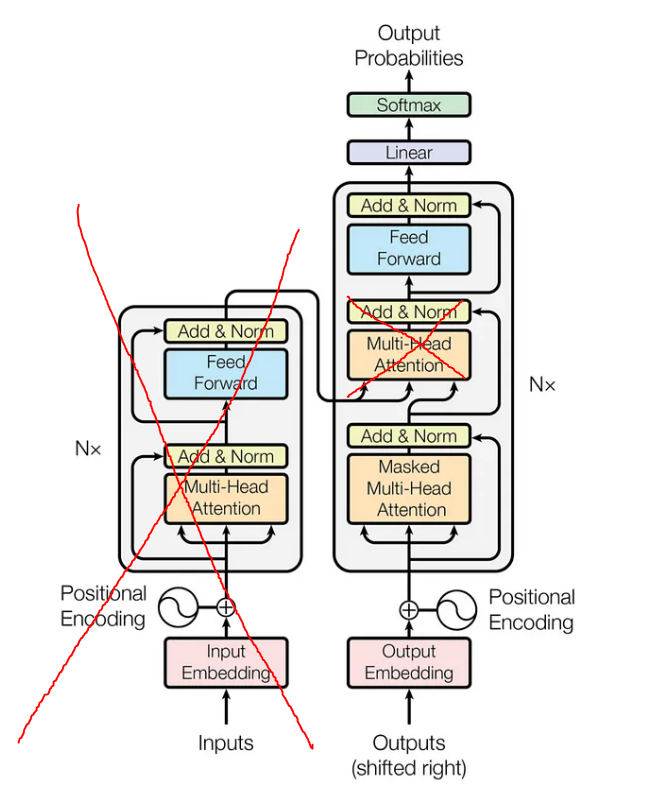 Output
Probabilities
Softmax
Linear
Add & Norm
Feed
Forward
Add & Norm
Multi-Head
Attention
Add & Norm
Masked
Multi-Head
Attention
Nx
Positional
Encoding
Output
Embedding
Outputs
(shifted right)
Add & Norm
Feed
Forward
Add & Norm
Multi-Head
Attention
Nx
Positional
Encoding
Input
Embedding
Inputs